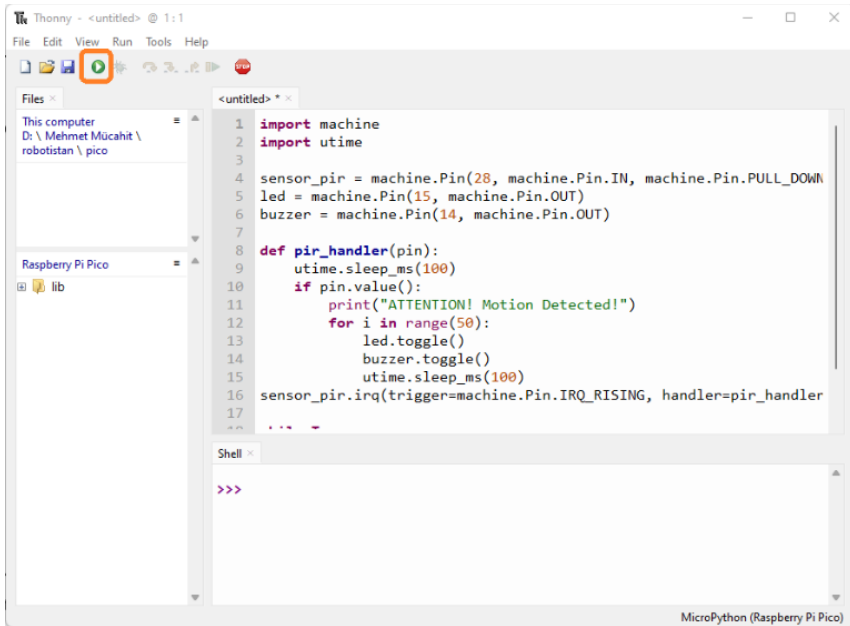 Thonny - <untitled> @ 1:1
File Edit View Run Tools Help
Files
This computer
D: \ Mehmet Mücahit \
robotistan \ pico
Raspberry Pi Pico
lib
<untitled> *
1 import machine
2 import utime
3
4 sensor_pir = machine.Pin(28, machine.Pin.IN, machine.Pin.PULL_DOWN
5 led = machine.Pin(15, machine.Pin.OUT)
6 buzzer = machine.Pin(14, machine.Pin.OUT)
7
8 def pir_handler(pin):
9     utime.sleep_ms(100)
10     if pin.value():
11         print("ATTENTION! Motion Detected!")
12         for i in range(50):
13             led.toggle()
14             buzzer.toggle()
15             utime.sleep_ms(100)
16 sensor_pir.irq(trigger=machine.Pin.IRQ_RISING, handler=pir_handler
17
Shell
>>>
MicroPython (Raspberry Pi Pico)